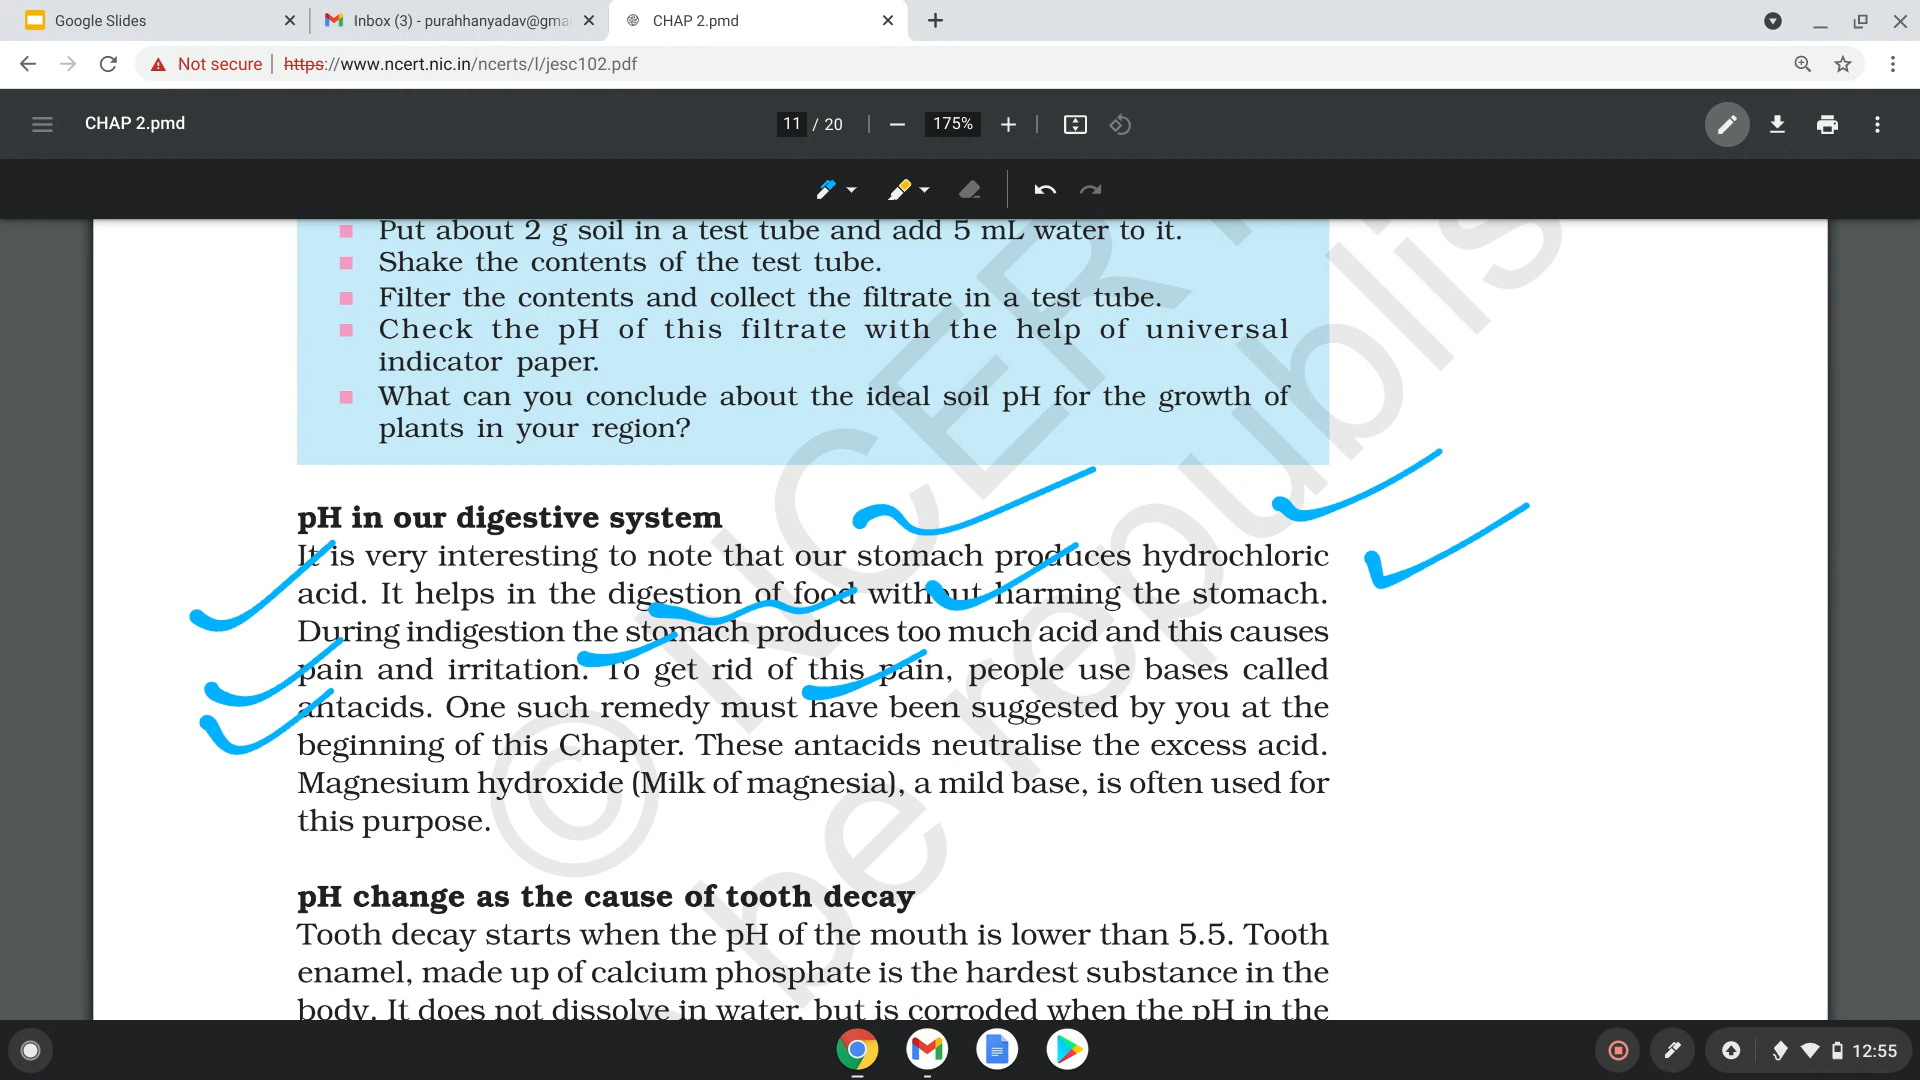 Google Slides
Inbox (3) - purahhanyadav@gma
CHAP 2.pmd
Not secure
https://www.ncert.nic.in/ncerts/l/jesc102.pdf
CHAP 2.pmd
11 / 20
175%
Put about 2 g soil in a test tube and add 5 mL water to it.
Shake the contents of the test tube.
Filter the contents and collect the filtrate in a test tube.
Check the pH of this filtrate with the help of universal
indicator paper.
What can you conclude about the ideal soil pH for the growth of
plants in your region?
pH in our digestive system
It is very interesting to note that our stomach produces hydrochloric
acid. It helps in the digestion of food without harming the stomach.
During indigestion the stomach produces too much acid and this causes
pain and irritation. To get rid of this pain, people use bases called
antacids. One such remedy must have been suggested by you at the
beginning of this Chapter. These antacids neutralise the excess acid.
Magnesium hydroxide (Milk of magnesia), a mild base, is often used for
this purpose.
pH change as the cause of tooth decay
Tooth decay starts when the pH of the mouth is lower than 5.5. Tooth
enamel, made up of calcium phosphate is the hardest substance in the
body. It does not dissolve in water, but is corroded when the pH in the
© NCERT
be republis
12:55